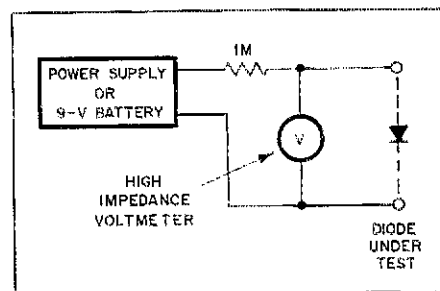 1M
POWER SUPPLY
OR
9-V BATTERY
V
HIGH
IMPEDANCE
VOLTMETER
DIODE
UNDER
TEST